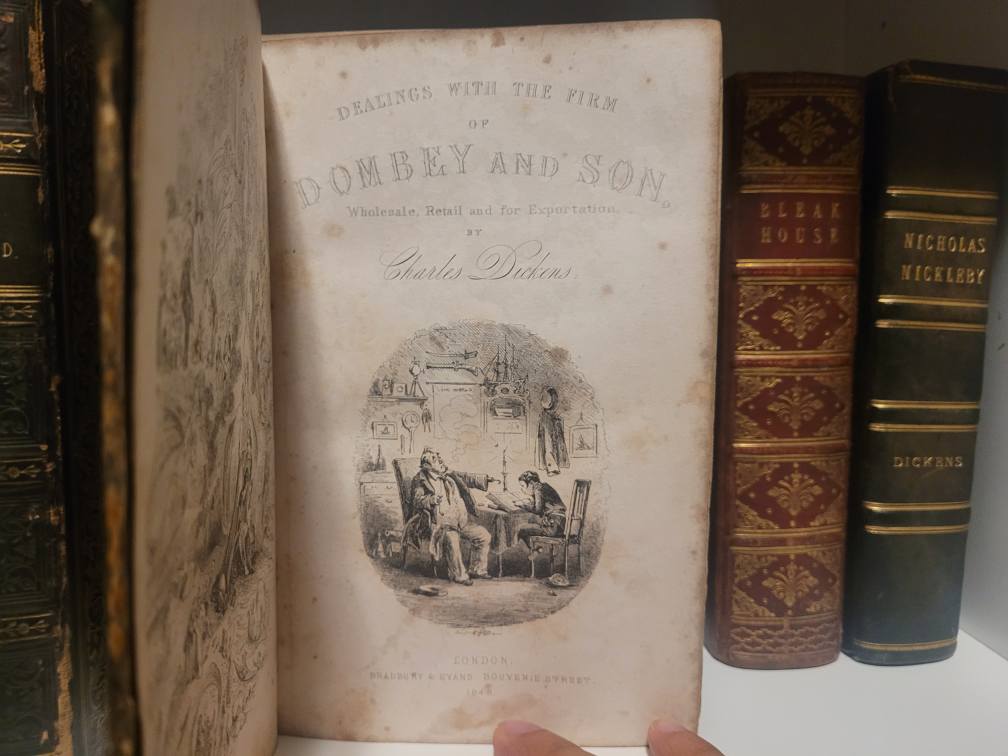 DEALINGS WITH THE FIRM
OF
DOMBEY AND SON,
Wholesale, Retail and for Exportation.
BY
Charles Dickens.
LONDON,
BRADBURY & EVANS BOUVERIE STREET.
BLEAK
HOUSE
NICHOLAS
NICKLEBY
DICKENS
D.